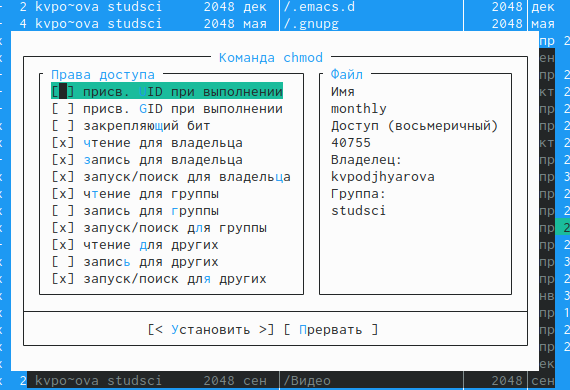 2 kvpo~ova studsci 2048 дек /.emacs.d 2048 дек
4 kvpo~ova studsci 2048 мая /.gnupg 2048 мая
Команда chmod
Права доступа
[ ] присв. UID при выполнении
[ ] присв. GID при выполнении
[ ] закрепляющий бит
[x] чтение для владельца
[x] запись для владельца
[x] запуск/поиск для владельца
[x] чтение для группы
[ ] запись для группы
[x] запуск/поиск для группы
[x] чтение для других
[ ] запись для других
[x] запуск/поиск для других
Файл
Имя
monthly
Доступ (восьмеричный)
40755
Владелец:
kvpodjhyarova
Группа:
studsci
[< Установить >] [ Прервать ]
2 kvpo~ova studsci 2048 сен /Видео 2048 сен